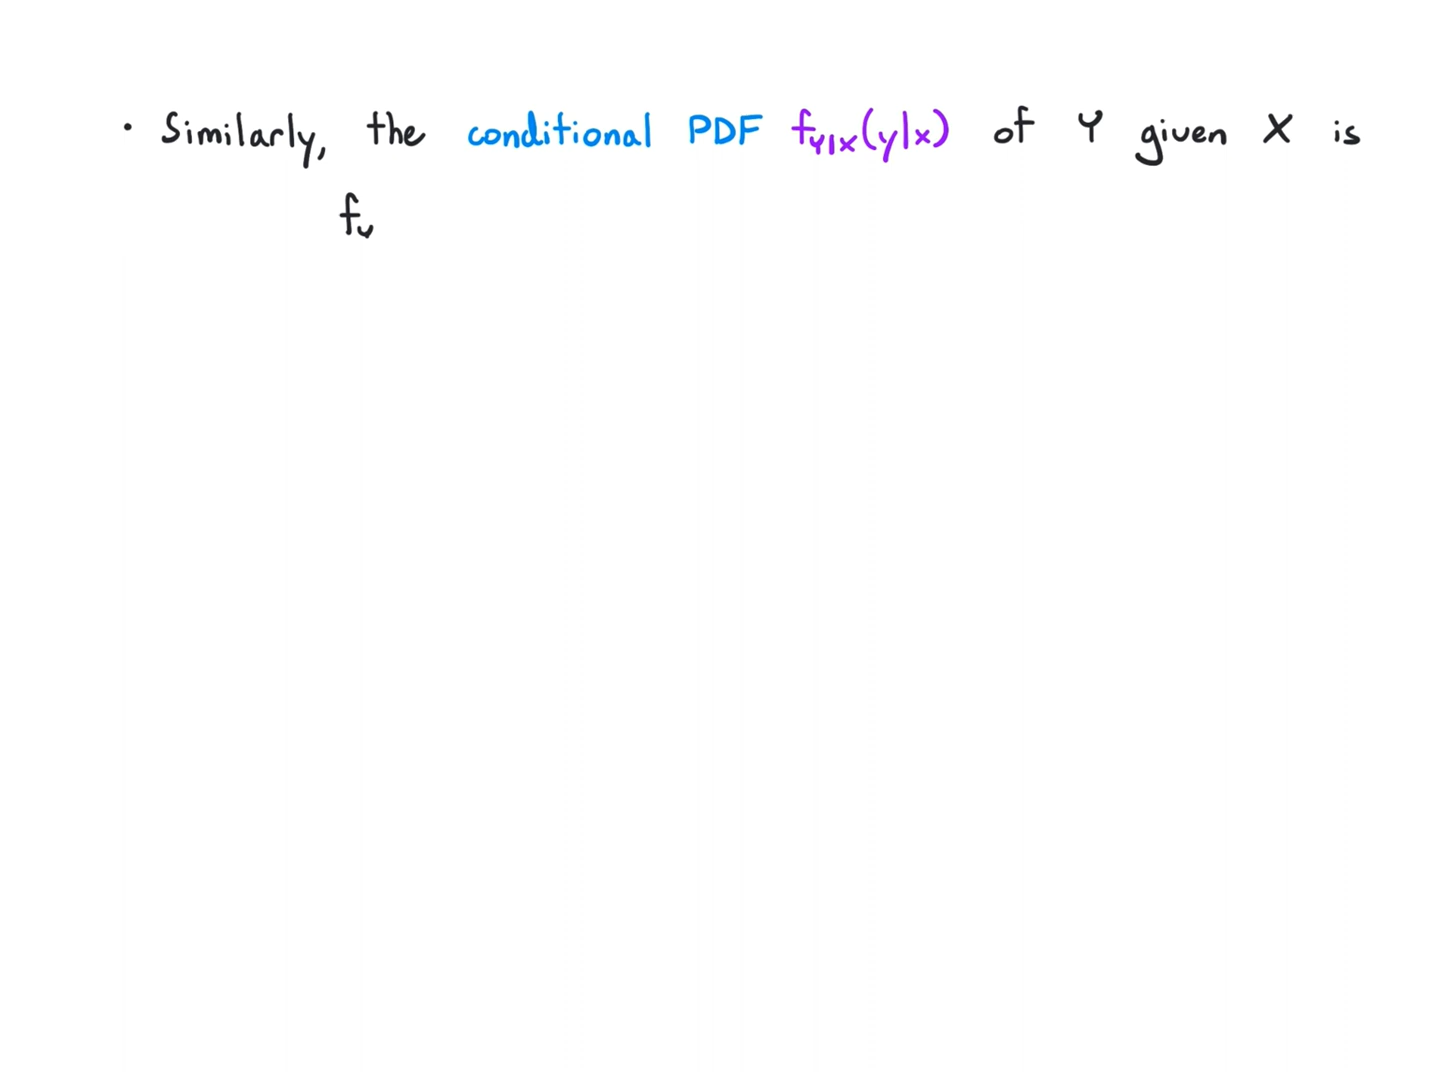 • Similarly, the conditional PDF f_{Y|X}(y|x) of Y given X is
f_Y